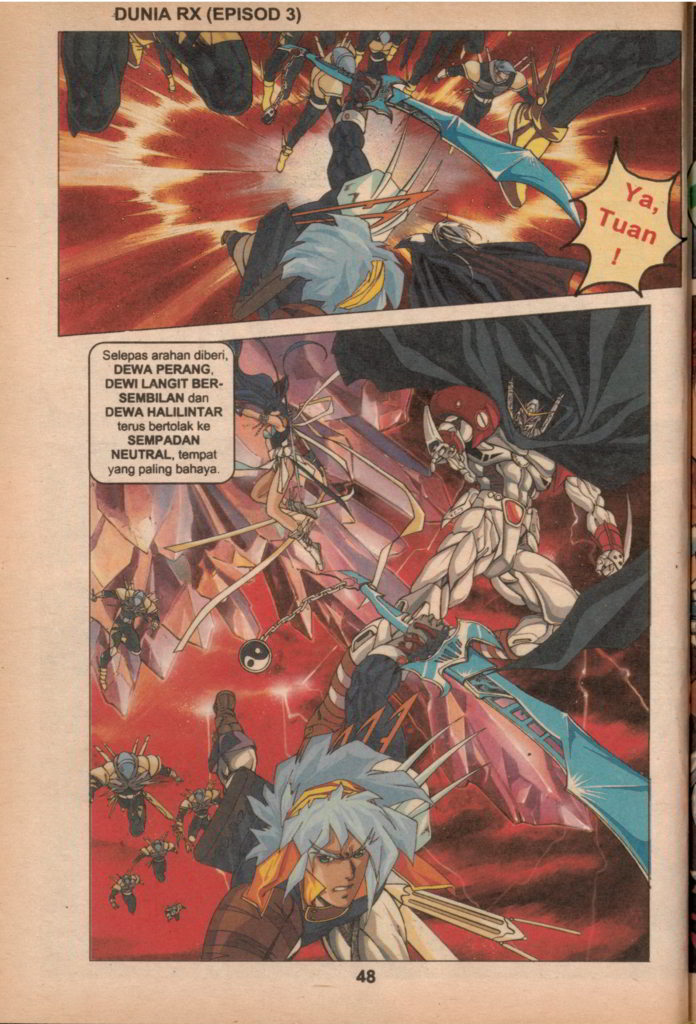 DUNIA RX (EPISOD 3)
Ya,
Tuan
!
Selepas arahan diberi,
DEWA PERANG,
DEWI LANGIT BER-
SEMBILAN dan
DEWA HALILINTAR
terus bertolak ke
SEMPADAN
NEUTRAL, tempat
yang paling bahaya.
48